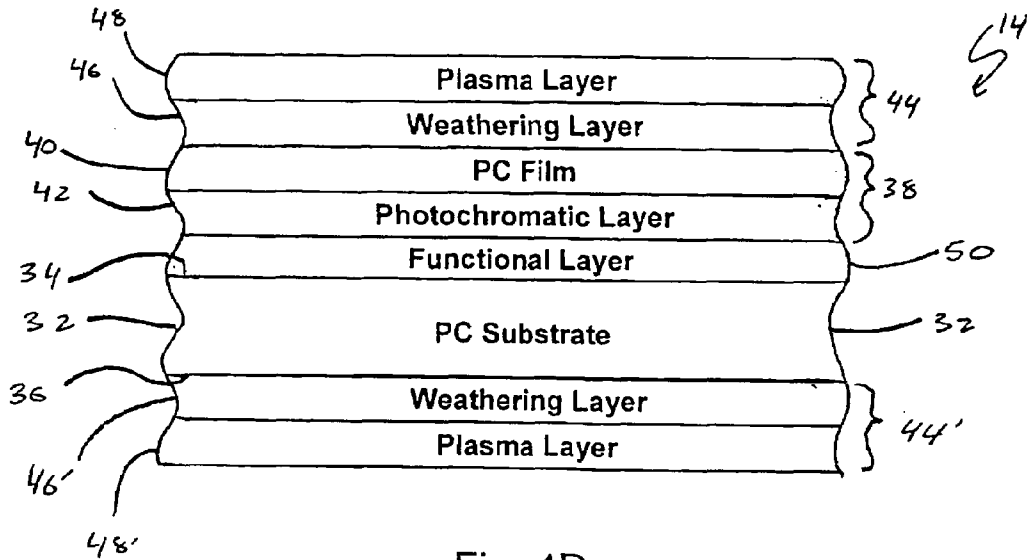 14
48
Plasma Layer
44
46
Weathering Layer
40
PC Film
38
42
Photochromatic Layer
34
Functional Layer
50
32
PC Substrate
32
36
Weathering Layer
44'
46'
Plasma Layer
48'
Fig. 4D